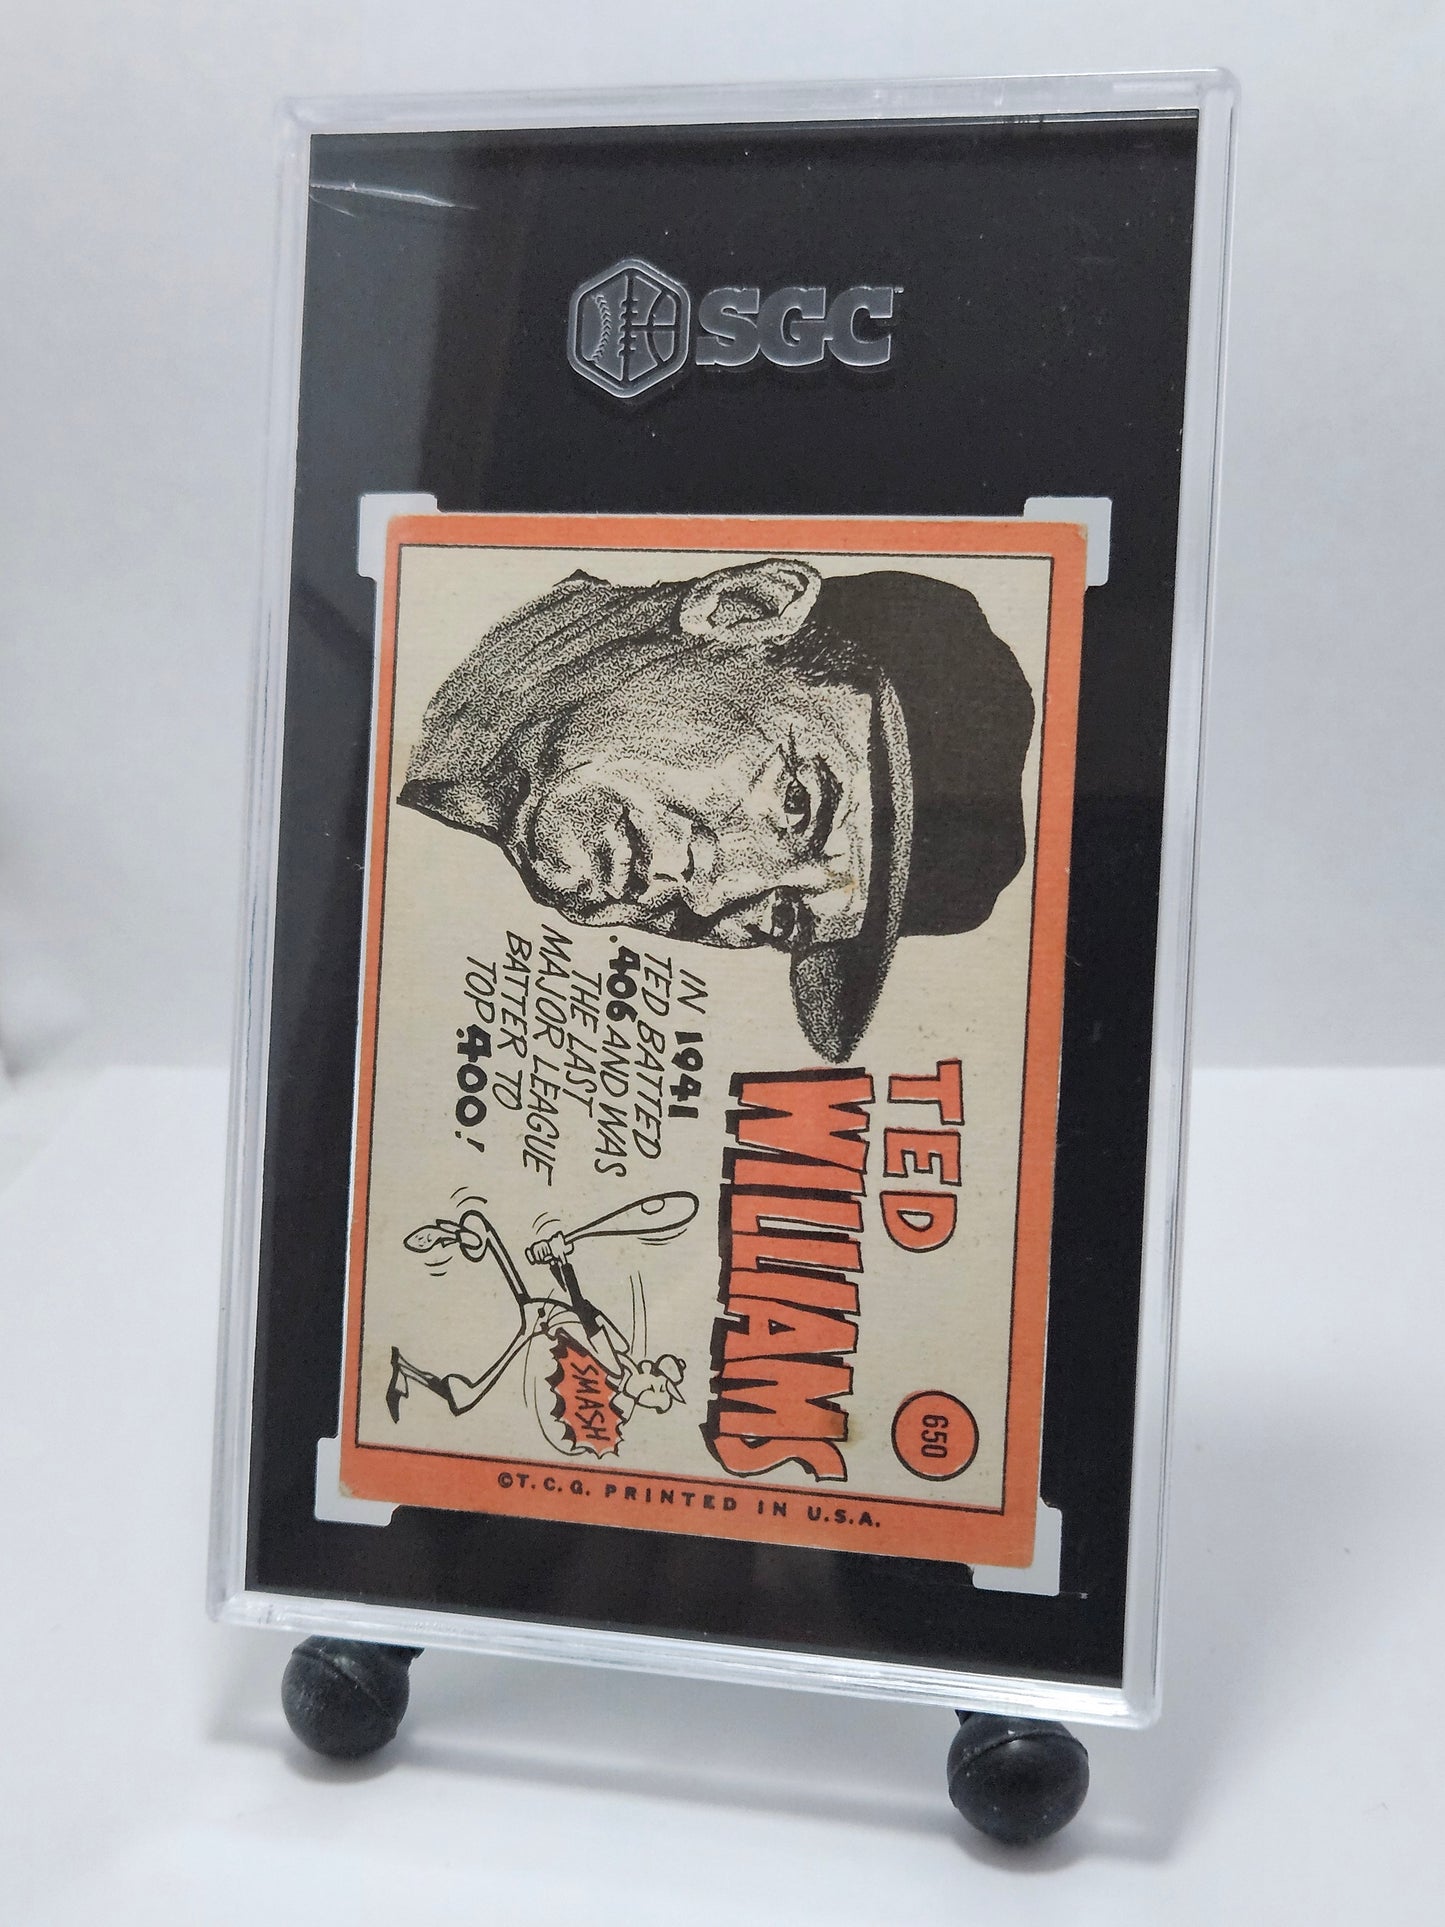 SGC™
TED
WILLIAMS
650
IN 1941
TED BATTED
.406 AND WAS
THE LAST
MAJOR LEAGUE
BATTER TO
TOP .400!
SMASH
©T.C.G. PRINTED IN U.S.A.